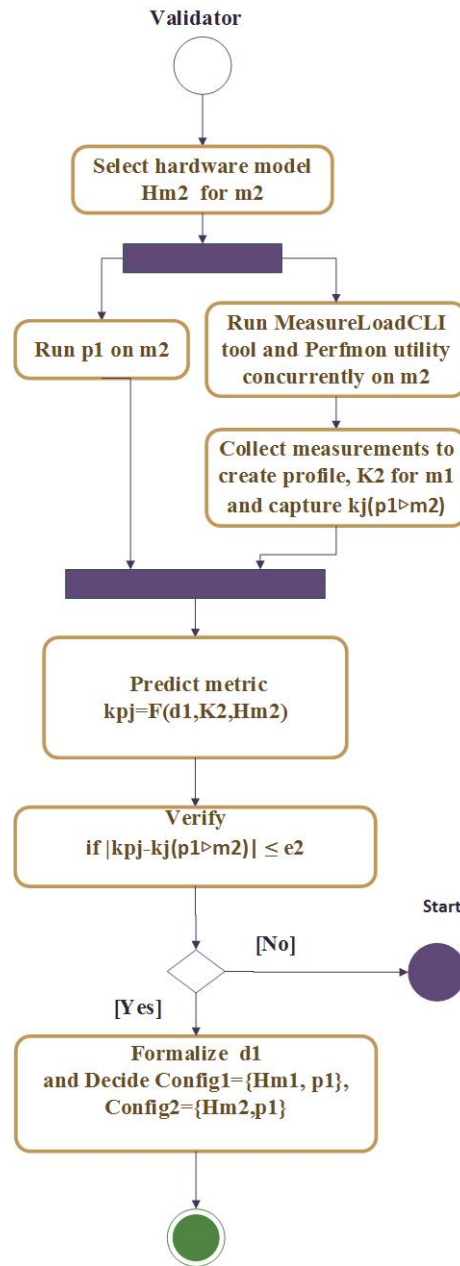 Validator
Select hardware model
Hm2 for m2
Run p1 on m2
Run MeasureLoadCLI
tool and Perfmon utility
concurrently on m2
Collect measurements to
create profile, K2 for m1
and capture kj(p1▹m2)
Predict metric
kpj=F(d1,K2,Hm2)
Verify
if |kpj-kj(p1▹m2)| ≤ e2
Start
[No]
[Yes]
Formalize d1
and Decide Config1={Hm1, p1},
Config2={Hm2,p1}